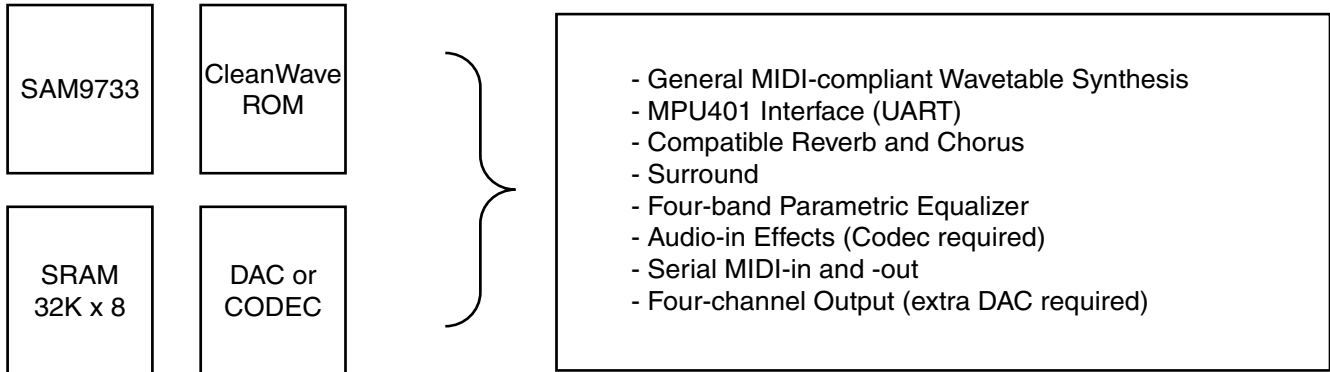 SAM9733
CleanWave
ROM
SRAM
32K x 8
DAC or
CODEC
- General MIDI-compliant Wavetable Synthesis
- MPU401 Interface (UART)
- Compatible Reverb and Chorus
- Surround
- Four-band Parametric Equalizer
- Audio-in Effects (Codec required)
- Serial MIDI-in and -out
- Four-channel Output (extra DAC required)